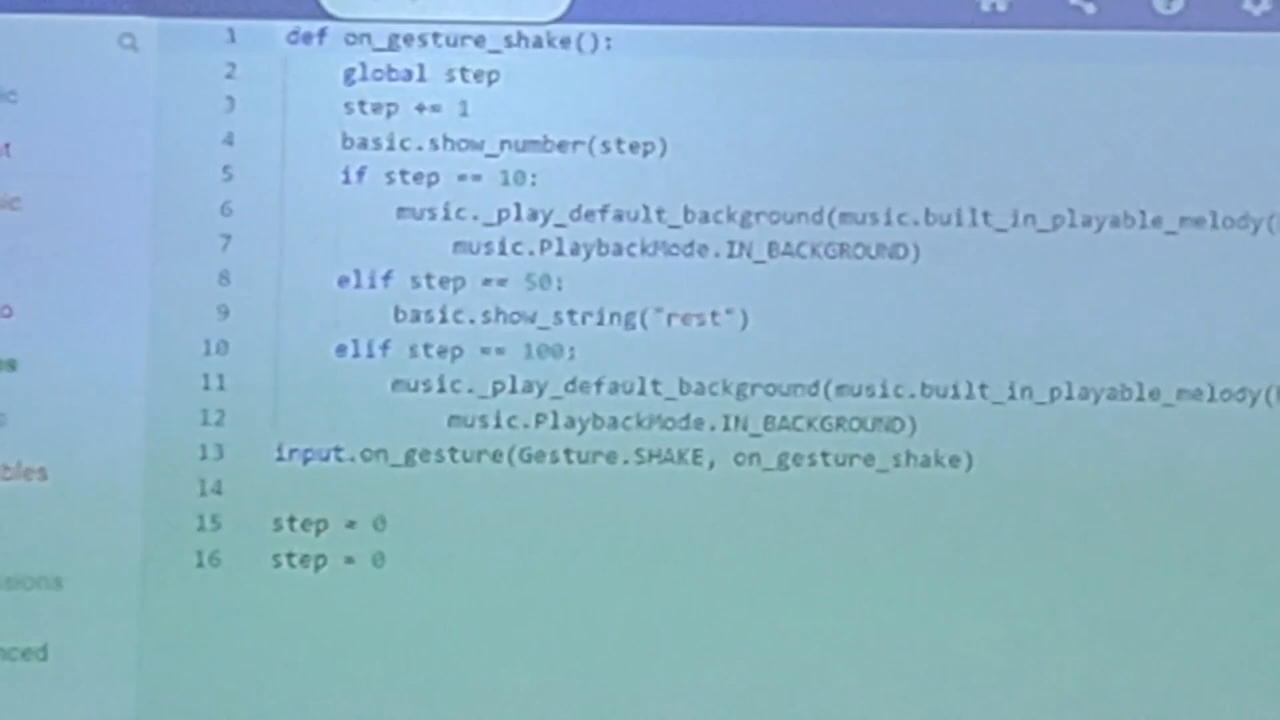 1 def on_gesture_shake():
2 global step
3 step += 1
4 basic.show_number(step)
5 if step == 10:
6 music._play_default_background(music.built_in_playable_melody(
7 music.PlaybackMode.IN_BACKGROUND)
8 elif step == 50:
9 basic.show_string("rest")
10 elif step == 100:
11 music._play_default_background(music.built_in_playable_melody(
12 music.PlaybackMode.IN_BACKGROUND)
13 input.on_gesture(Gesture.SHAKE, on_gesture_shake)
14
15 step = 0
16 step = 0